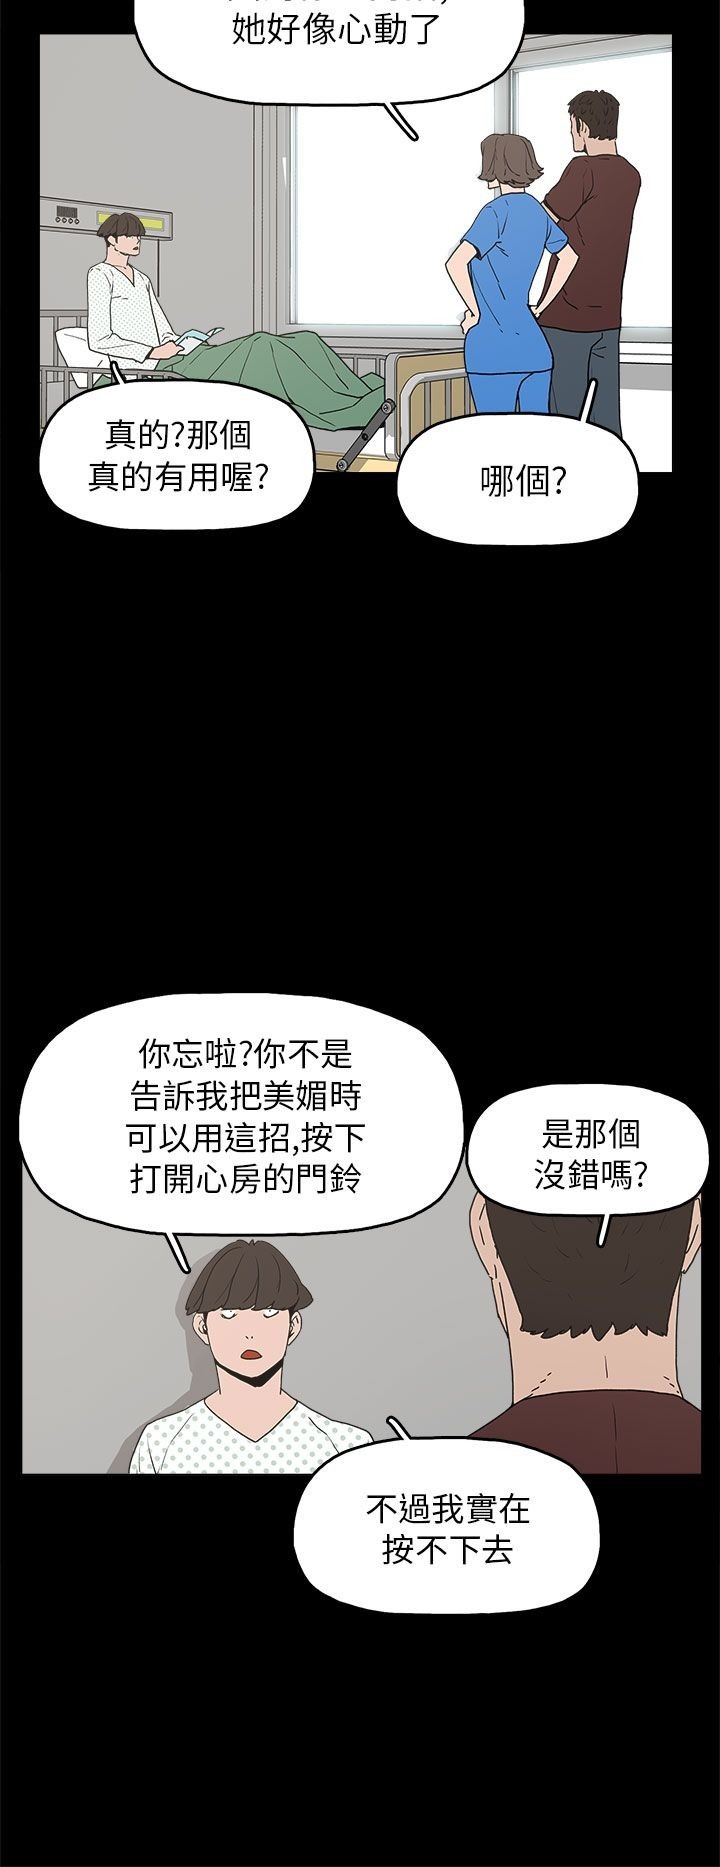 她好像心動了
真的?那個
真的有用喔?
哪個?
你忘啦?你不是
告訴我把美媚時
可以用這招,按下
打開心房的門鈴
是那個
沒錯嗎?
不過我實在
按不下去